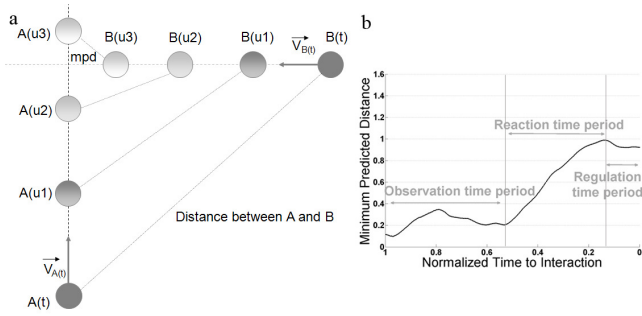 a
A(u3)
B(u3)
B(u2)
B(u1)
B(t)
mpd
V B(t)
A(u2)
A(u1)
Distance between A and B
V A(t)
A(t)
b
Minimum Predicted Distance
1.6
1.4
1.2
1
0.8
0.6
0.4
0.2
0
Reaction time period
Observation time period
Regulation
time period
1
0.8
0.6
0.4
0.2
0
Normalized Time to Interaction